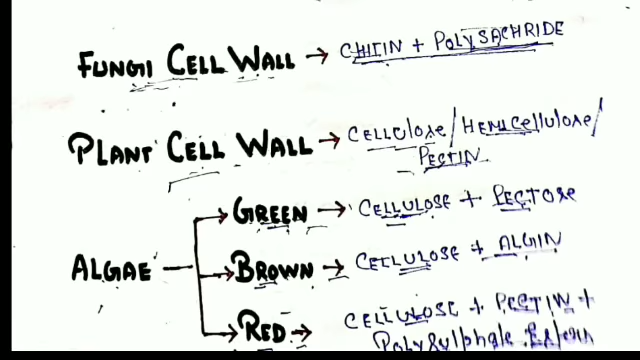 FUNGI CELL WALL → CHITIN + POLYSACHRIDE
PLANT CELL WALL → CELLULOSE / HEMICELLULOSE /
PECTIN
GREEN → CELLULOSE + PECTOSE
ALGAE → BROWN → CELLULOSE + ALGIN
RED → CELLULOSE + PECTIN +
POLYSULPHATE